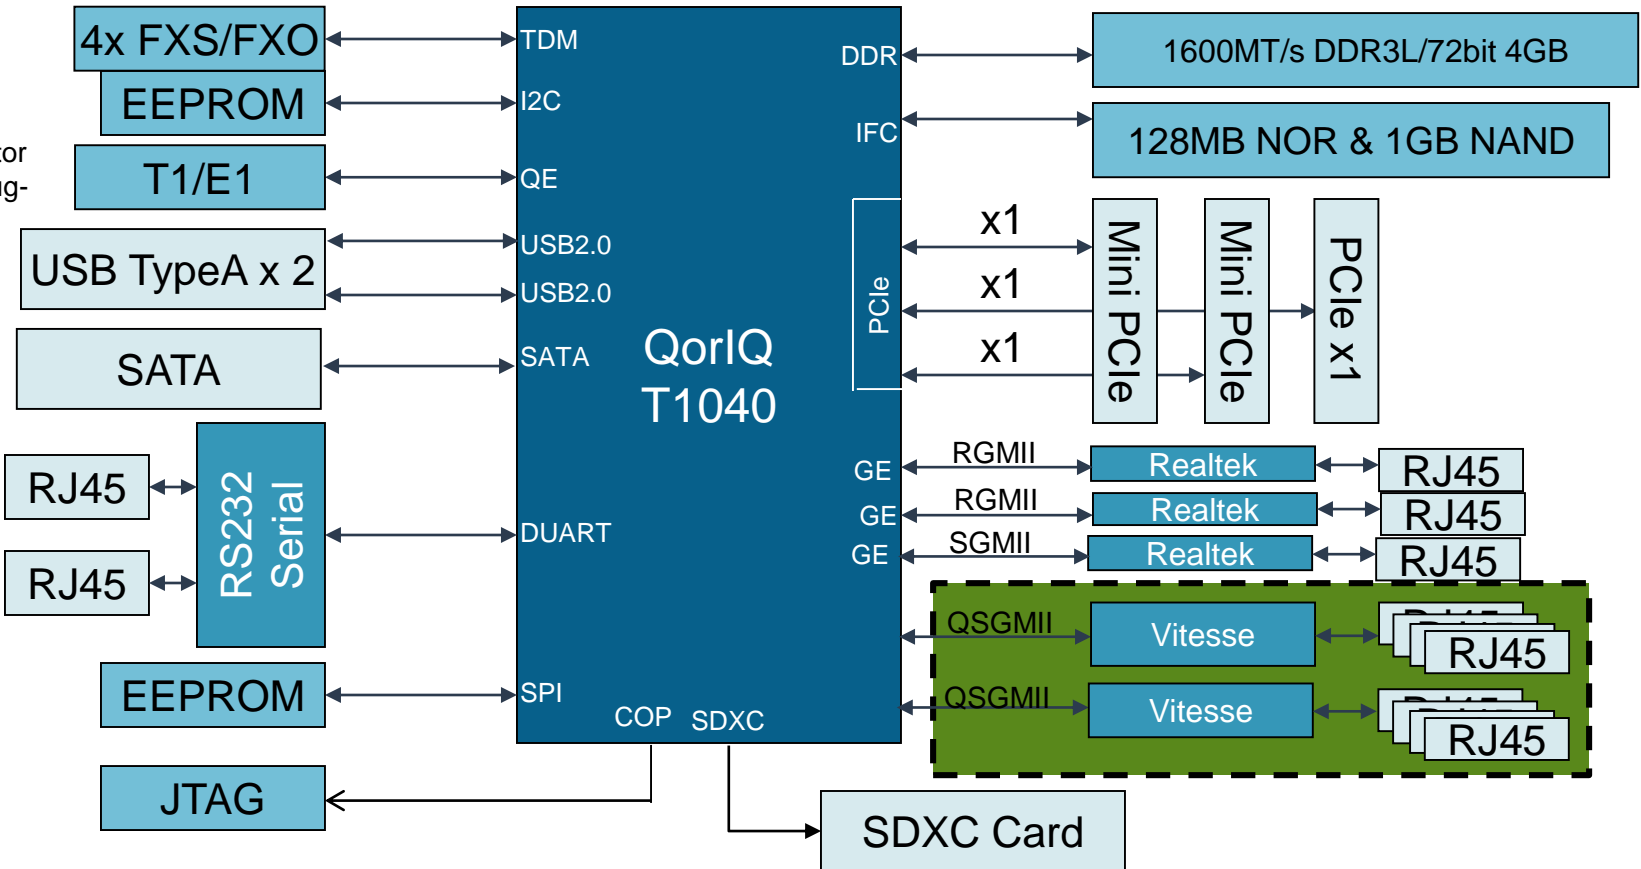 4x FXS/FXO
TDM
DDR
1600MT/s DDR3L/72bit 4GB
EEPROM
I2C
IFC
128MB NOR & 1GB NAND
T1/E1
QE
USB TypeA x 2
USB2.0
USB2.0
PCIe
x1
x1
x1
Mini PCIe
Mini PCIe
PCIe x1
SATA
SATA
QorIQ
T1040
RJ45
RJ45
RS232
Serial
DUART
GE
RGMII
Realtek
RJ45
GE
RGMII
Realtek
RJ45
GE
SGMII
Realtek
RJ45
QSGMII
Vitesse
RJ45
QSGMII
Vitesse
RJ45
EEPROM
SPI
COP
SDXC
JTAG
SDXC Card